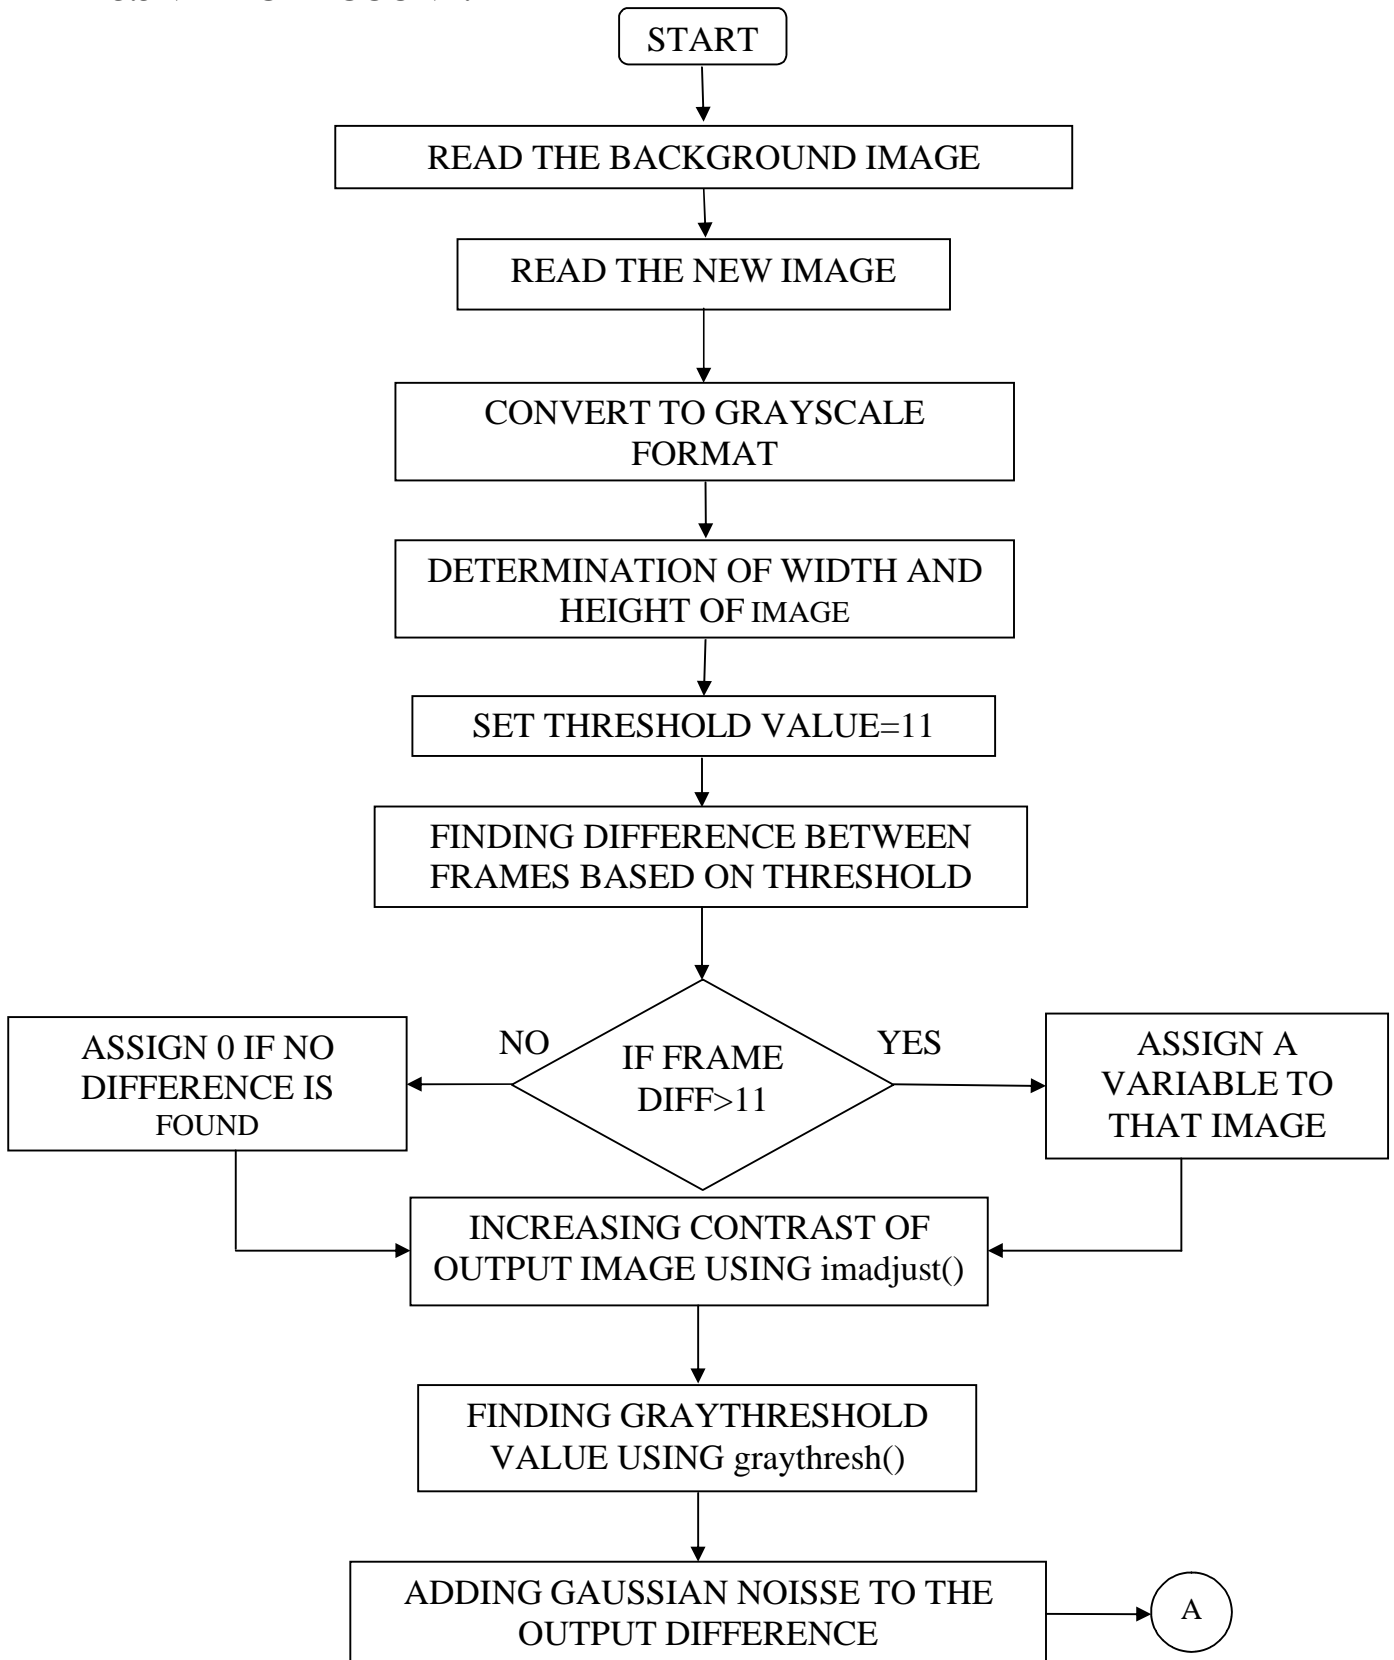 START
READ THE BACKGROUND IMAGE
READ THE NEW IMAGE
CONVERT TO GRAYSCALE
FORMAT
DETERMINATION OF WIDTH AND
HEIGHT OF IMAGE
SET THRESHOLD VALUE=11
FINDING DIFFERENCE BETWEEN
FRAMES BASED ON THRESHOLD
NO
YES
ASSIGN 0 IF NO
DIFFERENCE IS
FOUND
IF FRAME
DIFF>11
ASSIGN A
VARIABLE TO
THAT IMAGE
INCREASING CONTRAST OF
OUTPUT IMAGE USING imadjust()
FINDING GRAYTHRESHOLD
VALUE USING graythresh()
ADDING GAUSSIAN NOISSE TO THE
OUTPUT DIFFERENCE
A